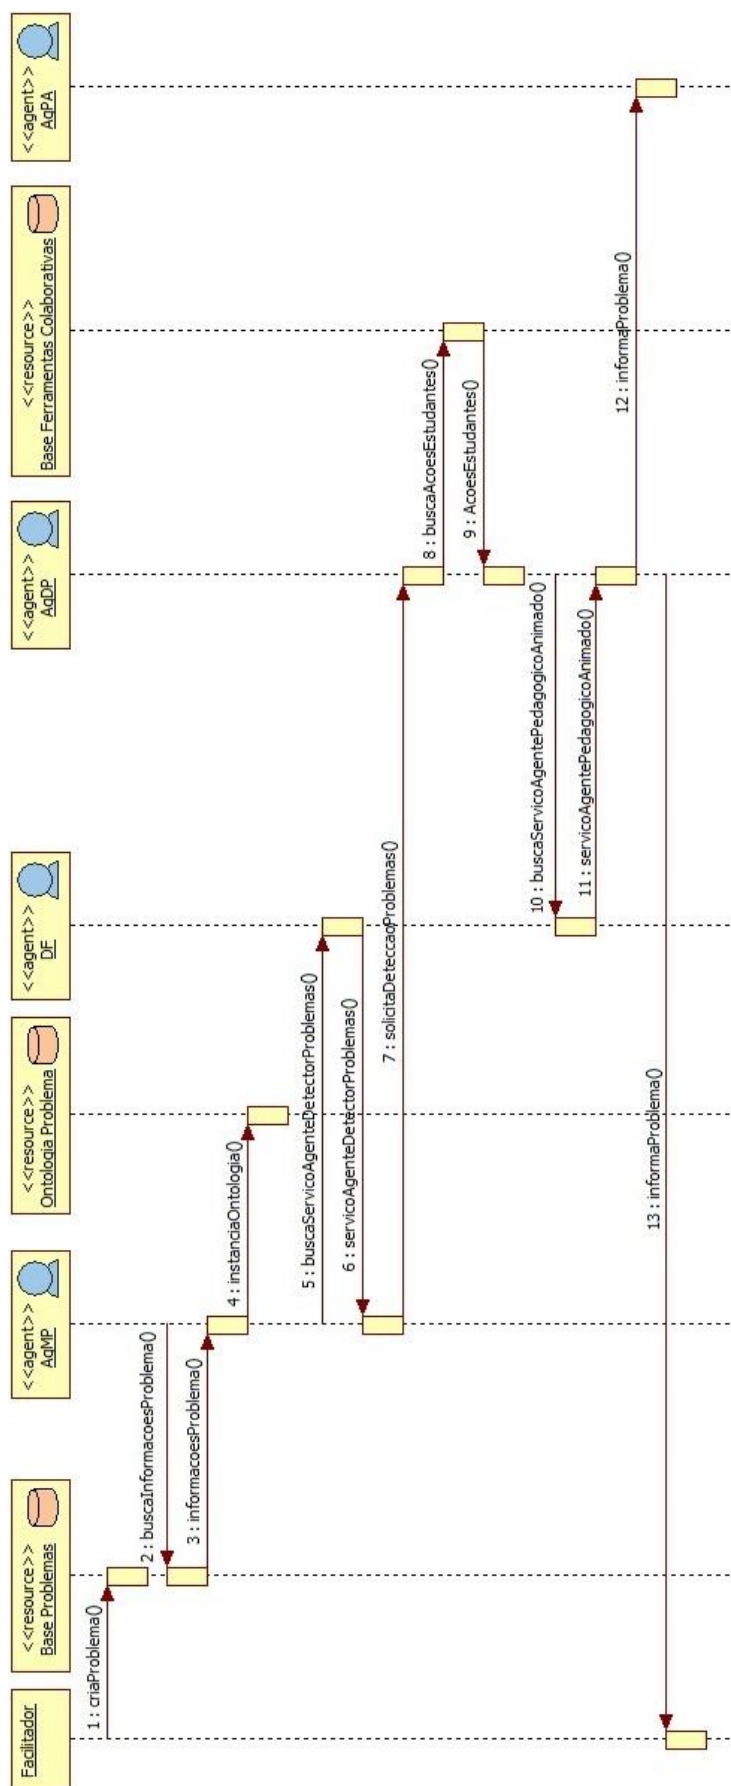 Facilitador
<<resource>>
Base Problemas
<<agent>>
AgMP
<<resource>>
Ontologia Problema
<<agent>>
DF
<<agent>>
AgDP
<<resource>>
Base Ferramentas Colaborativas
<<agent>>
AgPA
1 : criaProblema()
2 : buscaInformacoesProblema()
3 : informacoesProblema()
4 : instanciaOntologia()
5 : buscaServicoAgenteDetectorProblemas()
6 : servicoAgenteDetectorProblemas()
7 : solicitaDeteccaoProblemas()
8 : buscaAcoesEstudantes()
9 : AcoesEstudantes()
10 : buscaServicoAgentePedagogicoAnimado()
11 : servicoAgentePedagogicoAnimado()
12 : informaProblema()
13 : informaProblema()